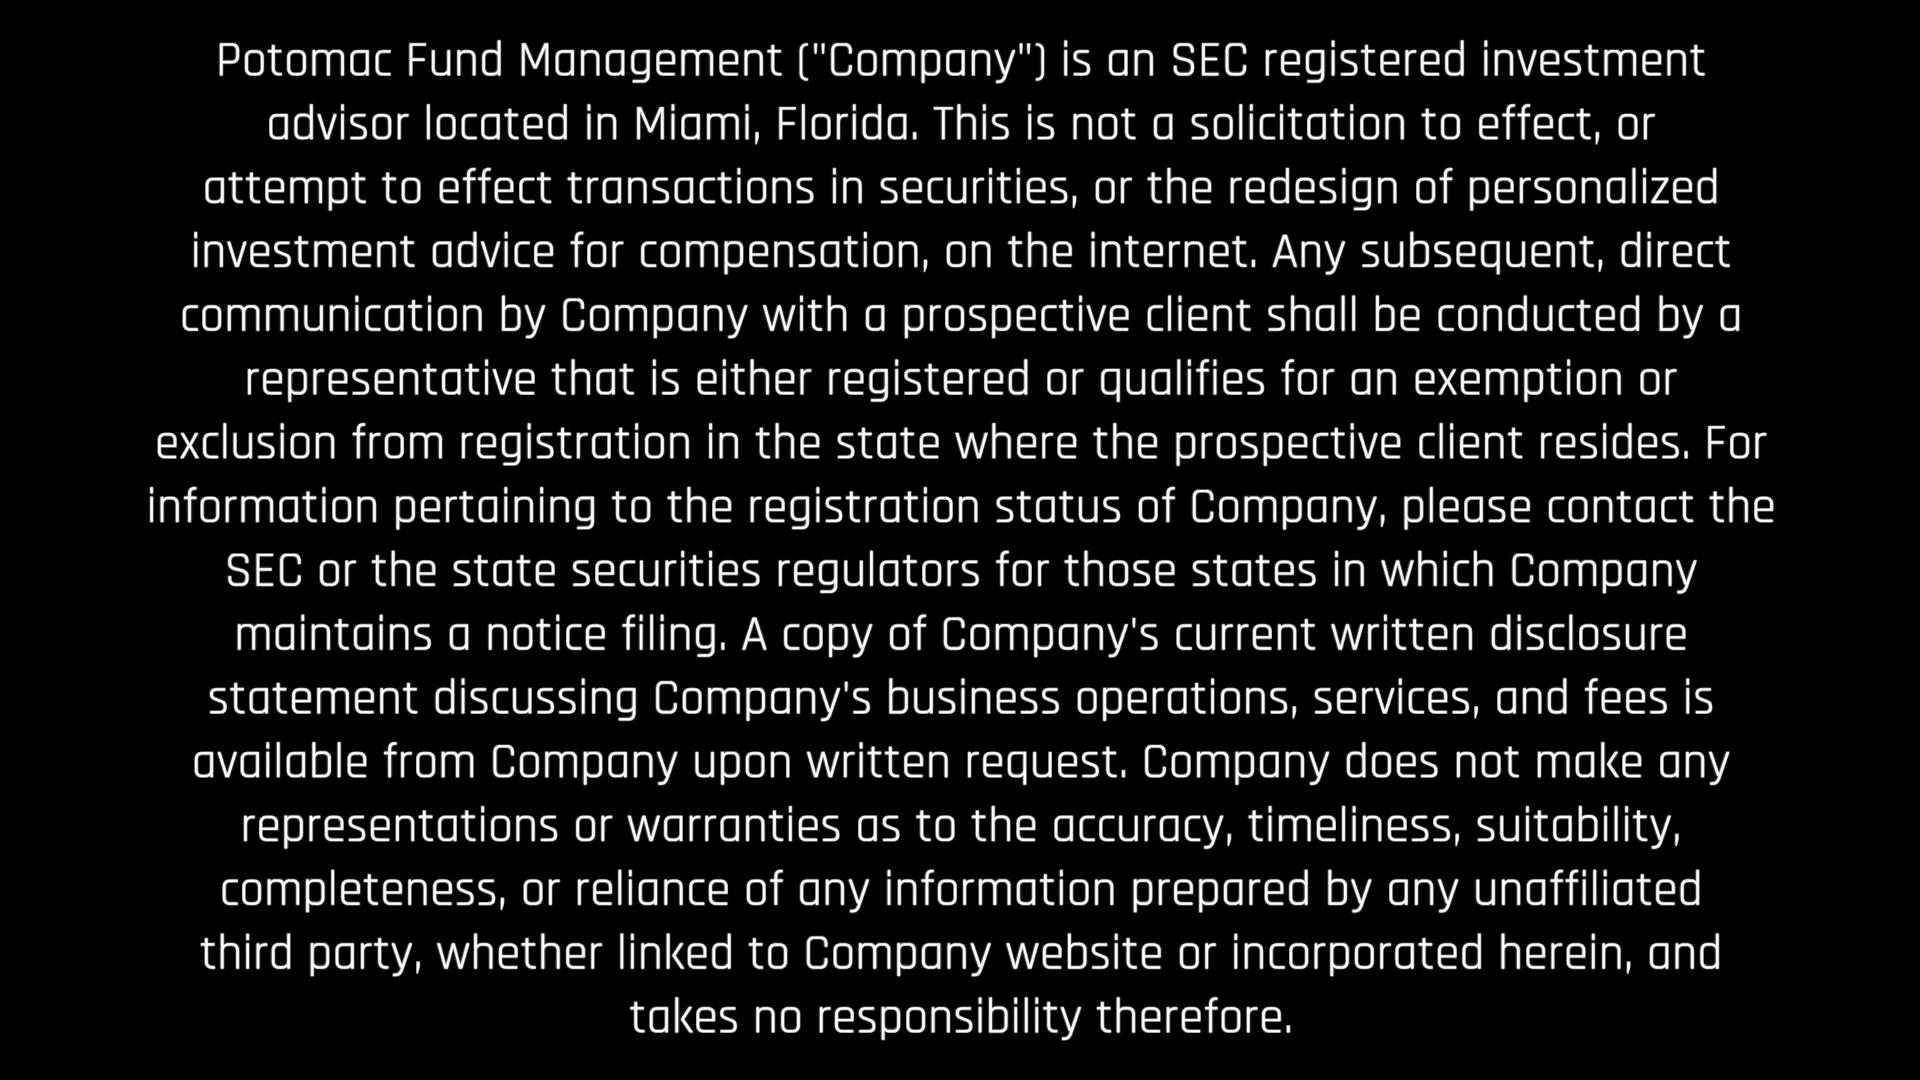 Potomac Fund Management ("Company") is an SEC registered investment
advisor located in Miami, Florida. This is not a solicitation to effect, or
attempt to effect transactions in securities, or the redesign of personalized
investment advice for compensation, on the internet. Any subsequent, direct
communication by Company with a prospective client shall be conducted by a
representative that is either registered or qualifies for an exemption or
exclusion from registration in the state where the prospective client resides. For
information pertaining to the registration status of Company, please contact the
SEC or the state securities regulators for those states in which Company
maintains a notice filing. A copy of Company's current written disclosure
statement discussing Company's business operations, services, and fees is
available from Company upon written request. Company does not make any
representations or warranties as to the accuracy, timeliness, suitability,
completeness, or reliance of any information prepared by any unaffiliated
third party, whether linked to Company website or incorporated herein, and
takes no responsibility therefore.